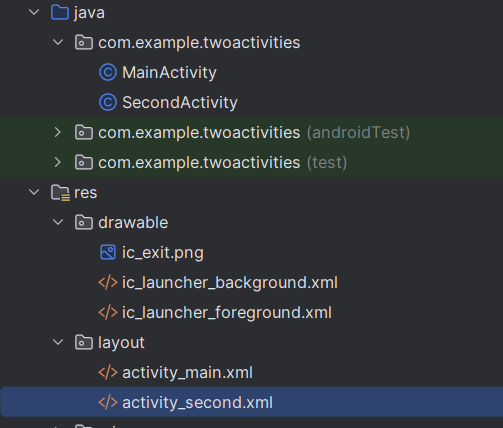 java
com.example.twoactivities
MainActivity
SecondActivity
com.example.twoactivities (androidTest)
com.example.twoactivities (test)
res
drawable
ic_exit.png
ic_launcher_background.xml
ic_launcher_foreground.xml
layout
activity_main.xml
activity_second.xml